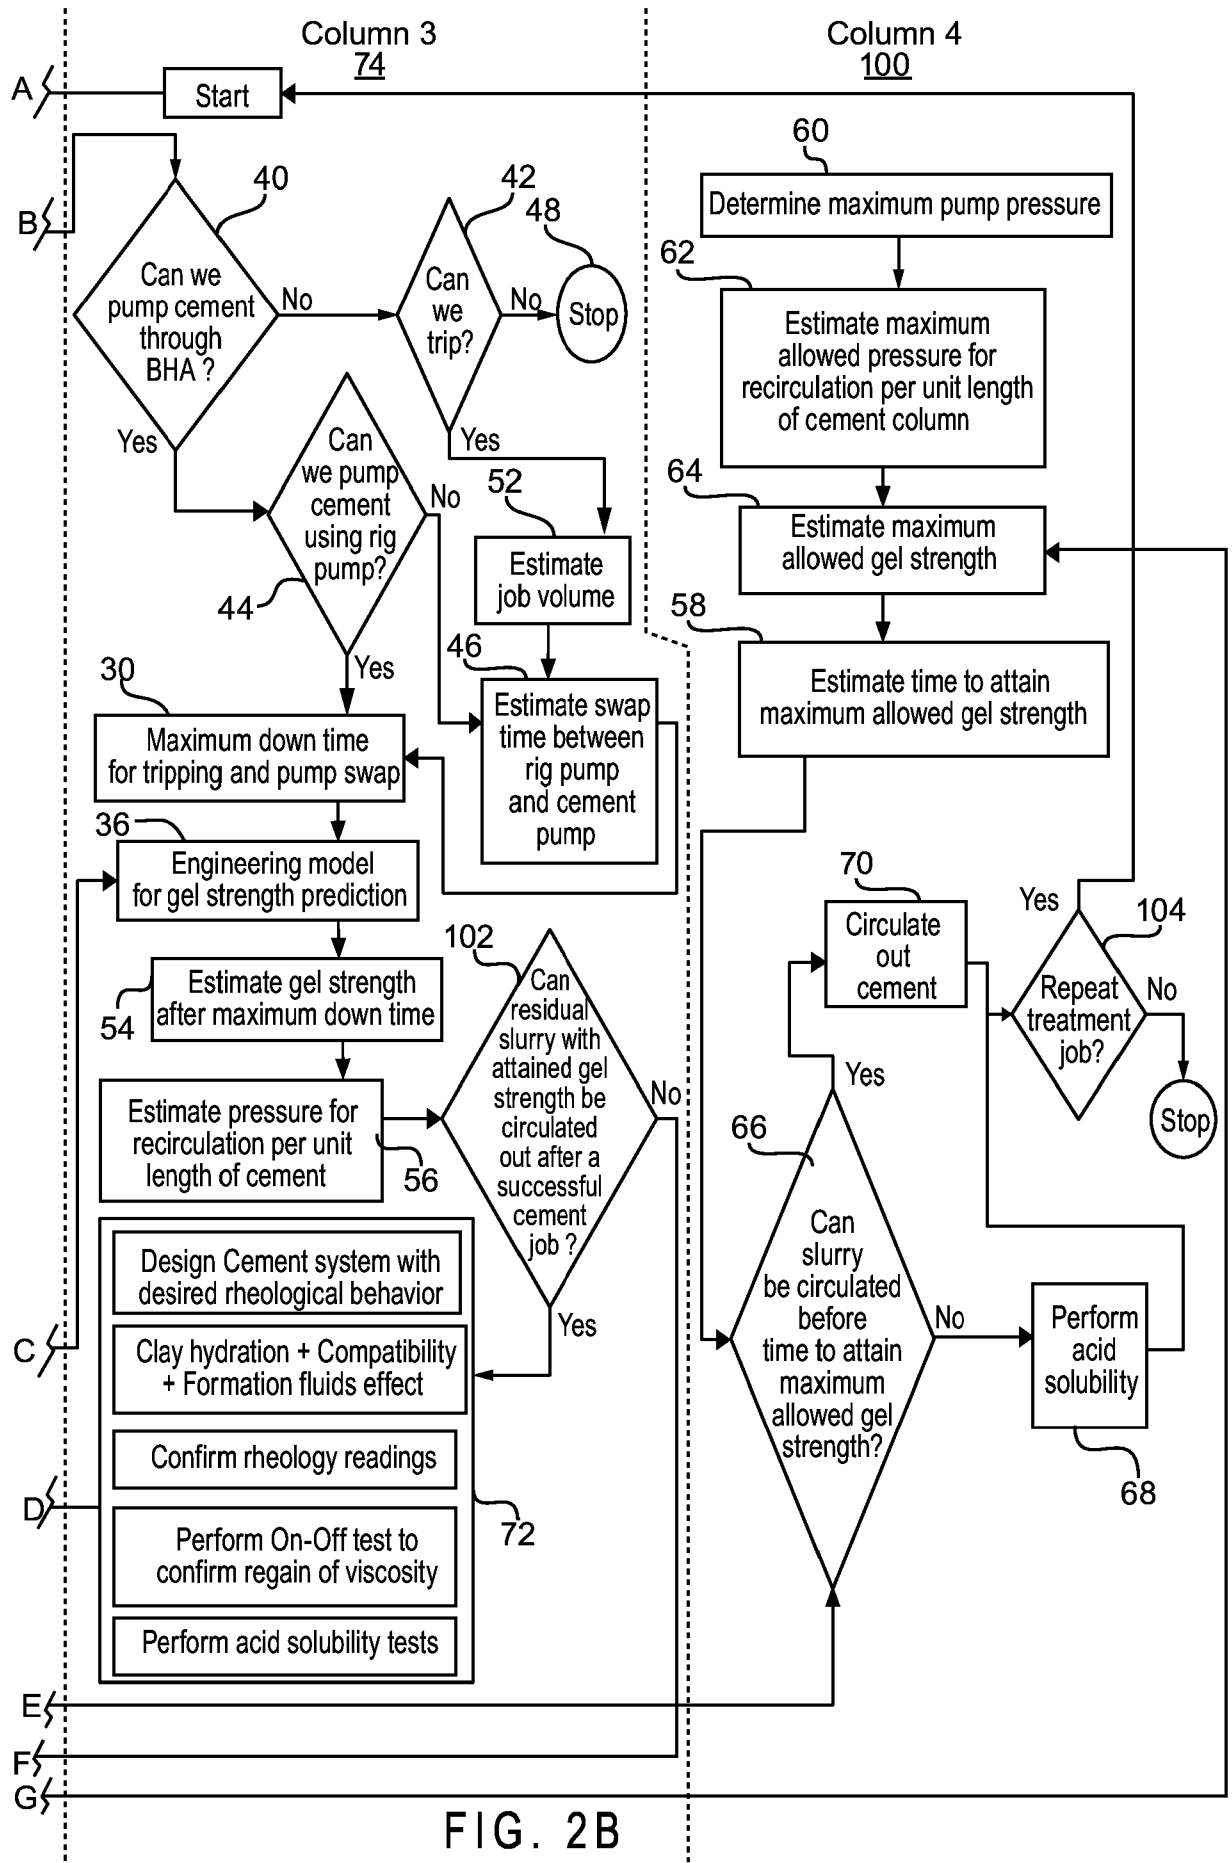 Column 3
74
A
Start
B
40
Can we
pump cement
through
BHA ?
No
Yes
42
Can
we
trip?
No
Yes
48
Stop
Can
we pump
cement
using rig
pump?
No
44
Yes
52
Estimate
job volume
46
Estimate swap
time between
rig pump
and cement
pump
30
Maximum down time
for tripping and pump swap
36
Engineering model
for gel strength prediction
54
Estimate gel strength
after maximum down time
Estimate pressure for
recirculation per unit
length of cement
56
102
Can
residual
slurry with
attained gel
strength be
circulated
out after a
successful
cement
job ?
No
Yes
Design Cement system with
desired rheological behavior
C
Clay hydration + Compatibility
+ Formation fluids effect
Confirm rheology readings
D
72
Perform On-Off test to
confirm regain of viscosity
Perform acid solubility tests
E
F
G
Column 4
100
60
Determine maximum pump pressure
62
Estimate maximum
allowed pressure for
recirculation per unit length
of cement column
64
Estimate maximum
allowed gel strength
58
Estimate time to attain
maximum allowed gel strength
70
Circulate
out
cement
Yes
104
Repeat
treatment
job?
No
Stop
Yes
66
Can
slurry
be circulated
before
time to attain
maximum
allowed gel
strength?
No
Perform
acid
solubility
68
FIG. 2B